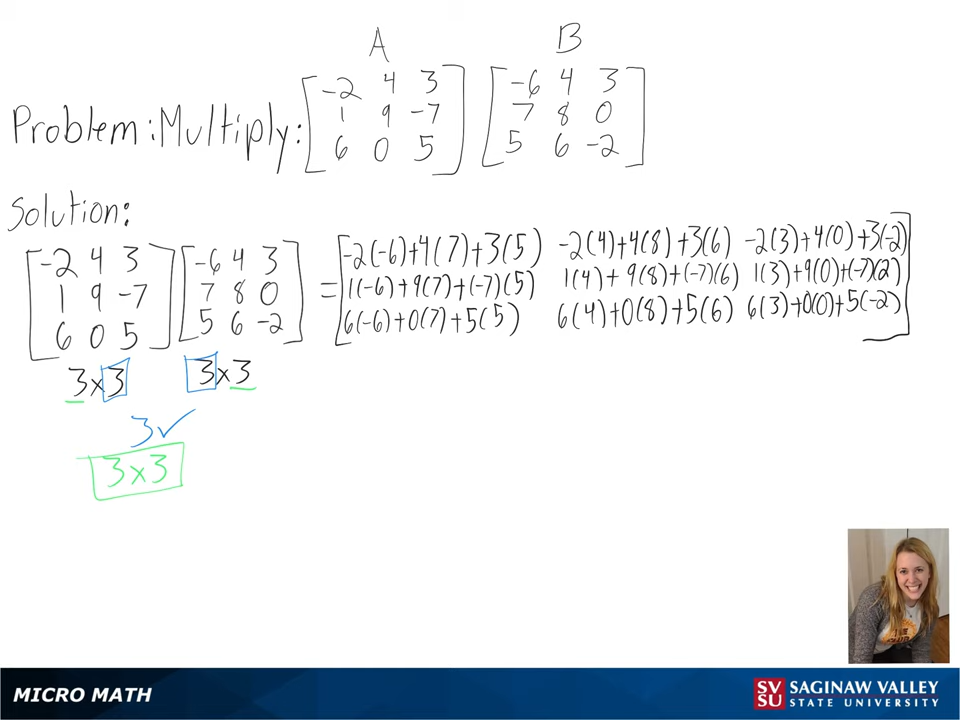 A B
Problem: Multiply: [-2 4 3] [-6 4 3]
[1 9 -7] [7 8 0]
[6 0 5] [5 6 -2]
Solution:
[-2 4 3] [-6 4 3] = [-2(-6)+4(7)+3(5) -2(4)+4(8)+3(6) -2(3)+4(0)+3(-2)]
[1 9 -7] [7 8 0] [1(-6)+9(7)+(-7)(5) 1(4)+9(8)+(-7)(6) 1(3)+9(0)+(-7)(2)]
[6 0 5] [5 6 -2] [6(-6)+0(7)+5(5) 6(4)+0(8)+5(6) 6(3)+0(0)+5(-2)]
3x3 3x3
3✓
3x3
MICRO MATH
SVSU SAGINAW VALLEY
STATE UNIVERSITY